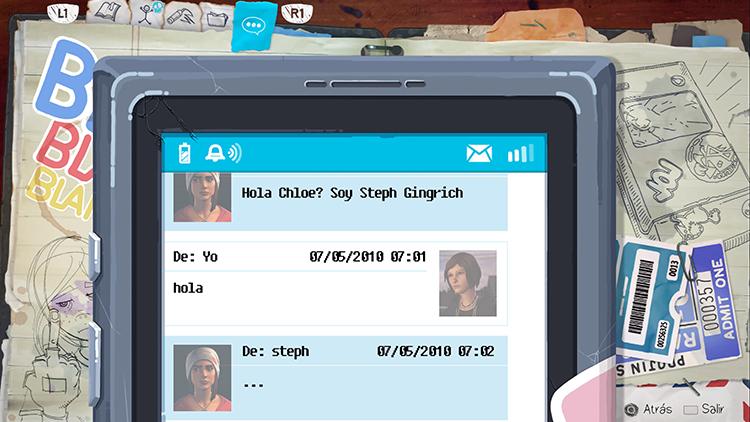 L1
R1
Hola Chloe? Soy Steph Gingrich
De: Yo 07/05/2010 07:01
hola
De: steph 07/05/2010 07:02
...
0013
00256325
000357
ADMIT ONE
Atrás
Salir